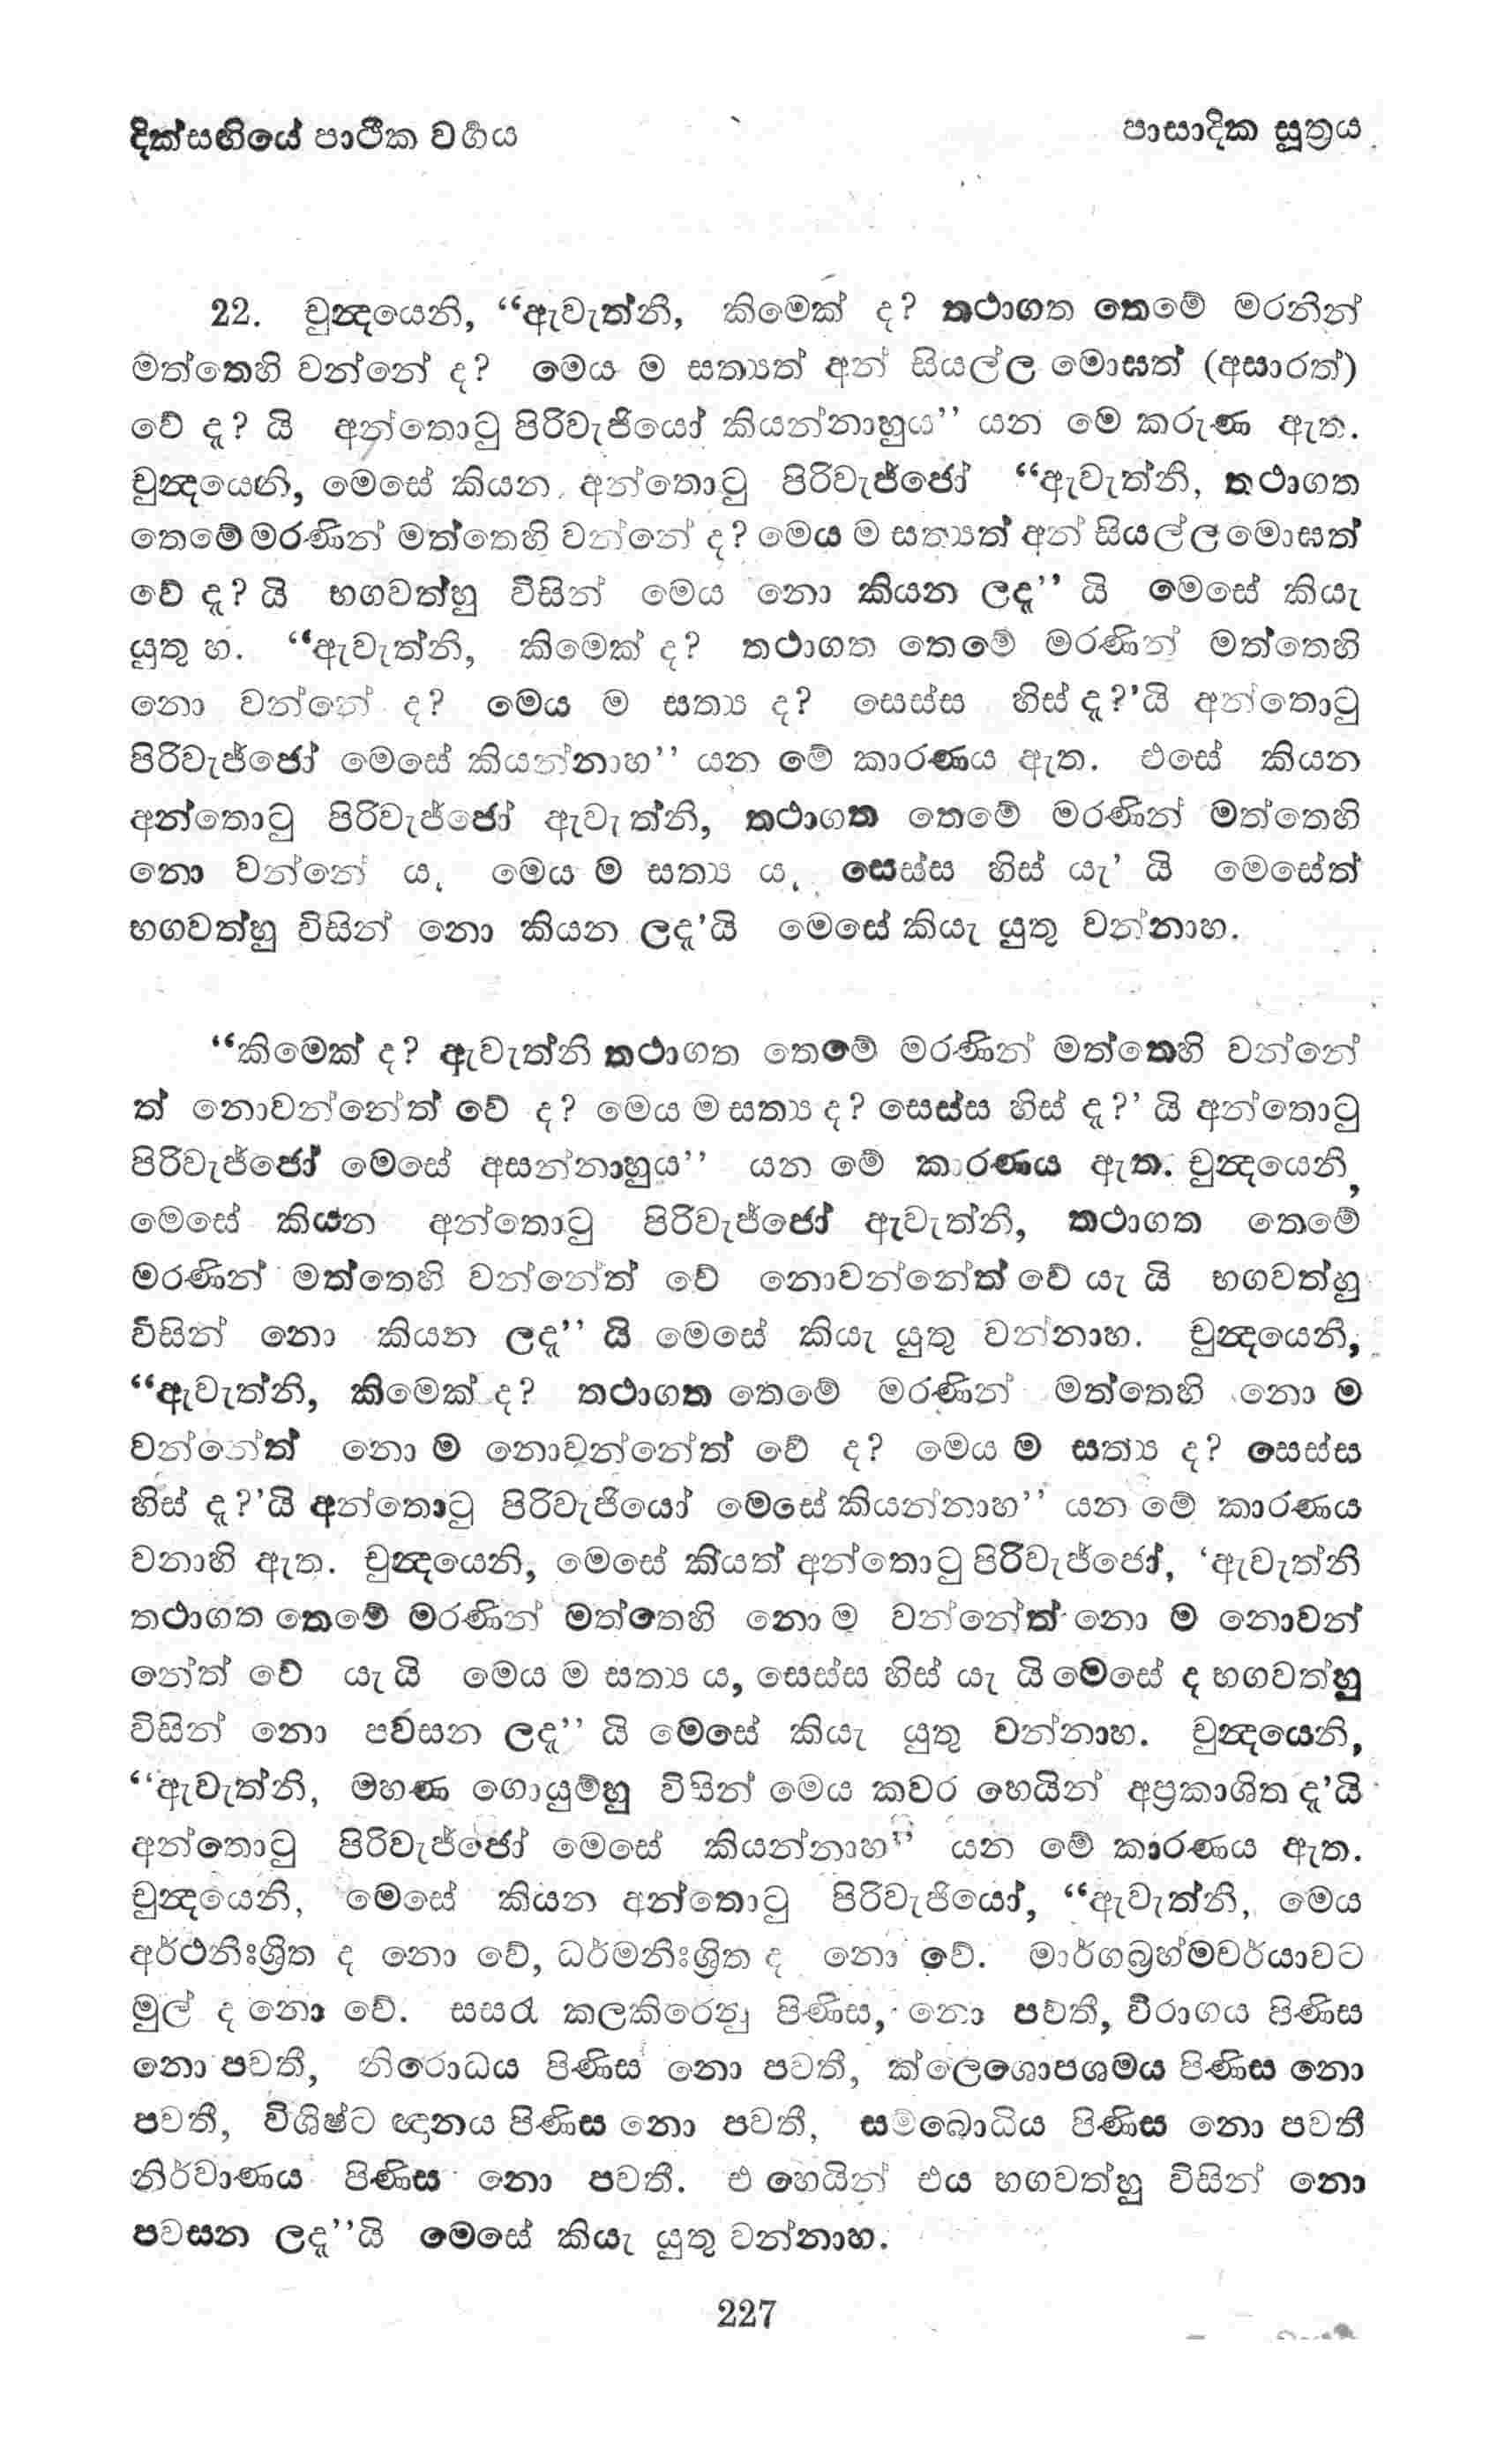 දික්සඟියේ පාථික වර්‍ගය
පාසාදික සූත්‍රය
22. චුන්‍දයෙනි, “ඇවැත්නි, කිමෙක් ද? තථාගත තෙමේ මරනින්
මත්තෙහි වන්නේ ද? මෙය ම සත්‍යත් අන් සියල්ල මොඝත් (අසාරත්)
වේ දැ? යි අන්තොටු පිරිවැජියෝ කියන්නාහුය’’ යන මෙ කරුණ ඇත.
චුන්‍දයෙනි, මෙසේ කියන අන්තොටු පිරිවැජ්ජෝ “ඇවැත්නි, තථාගත
තෙමේ මරණින් මත්තෙහි වන්නේ ද? මෙය ම සත්‍යත් අන් සියල්ල මොඝත්
වේ දැ? යි භගවත්හු විසින් මෙය නො කියන ලදැ’’ යි මෙසේ කියැ
යුතු හ. “ඇවැත්නි, කිමෙක් ද? තථාගත තෙමේ මරණින් මත්තෙහි
නො වන්නේ ද? මෙය ම සත්‍ය ද? සෙස්ස හිස් දැ?’යි අන්තොටු
පිරිවැජ්ජෝ මෙසේ කියන්නාහ’’ යන මේ කාරණය ඇත. එසේ කියන
අන්තොටු පිරිවැජ්ජෝ ඇවැත්නි, තථාගත තෙමේ මරණින් මත්තෙහි
නො වන්නේ ය, මෙය ම සත්‍ය ය, සෙස්ස හිස් යැ’ යි මෙසේත්
භගවත්හු විසින් නො කියන ලදැ’යි මෙසේ කියැ යුතු වන්නාහ.
“කිමෙක් ද? ඇවැත්නි තථාගත තෙමේ මරණින් මත්තෙහි වන්නේ
ත් නොවන්නේත් වේ ද? මෙය ම සත්‍ය ද? සෙස්ස හිස් දැ?’ යි අන්තොටු
පිරිවැජ්ජෝ මෙසේ අසන්නාහුය’’ යන මේ කාරණය ඇත. චුන්‍දයෙනි,
මෙසේ කියන අන්තොටු පිරිවැජ්ජෝ ඇවැත්නි, තථාගත තෙමේ
මරණින් මත්තෙහි වන්නේත් වේ නොවන්නේත් වේ යැ යි භගවත්හු
විසින් නො කියන ලදැ’’ යි මෙසේ කියැ යුතු වන්නාහ. චුන්‍දයෙනි,
“ඇවැත්නි, කිමෙක් ද? තථාගත තෙමේ මරණින් මත්තෙහි නො ම
වන්නේත් නො ම නොවන්නේත් වේ ද? මෙය ම සත්‍ය ද? සෙස්ස
හිස් දැ?’යි අන්තොටු පිරිවැජියෝ මෙසේ කියන්නාහ’’ යන මේ කාරණය
වනාහි ඇත. චුන්‍දයෙනි, මෙසේ කියත් අන්තොටු පිරිවැජ්ජෝ, ‘ඇවැත්නි
තථාගත තෙමේ මරණින් මත්තෙහි නො ම වන්නේත් නො ම නොවන්
නේත් වේ යැ යි මෙය ම සත්‍ය ය, සෙස්ස හිස් යැ යි මෙසේ ද භගවත්හු
විසින් නො පවසන ලදැ’’ යි මෙසේ කියැ යුතු වන්නාහ. චුන්‍දයෙනි,
“ඇවැත්නි, මහණ ගොයුම්හු විසින් මෙය කවර හෙයින් අප්‍රකාශිත දැ’යි
අන්තොටු පිරිවැජ්ජෝ මෙසේ කියන්නාහ’’ යන මේ කාරණය ඇත.
චුන්‍දයෙනි, මෙසේ කියන අන්තොටු පිරිවැජියෝ, “ඇවැත්නි, මෙය
අර්ථනිඃශ්‍රිත ද නො වේ, ධර්මනිඃශ්‍රිත ද නො වේ. මාර්ගබ්‍රහ්මචර්යාවට
මුල් ද නො වේ. සසරැ කලකිරෙනු පිණිස, නො පවතී, විරාගය පිණිස
නො පවතී, නිරොධය පිණිස නො පවතී, ක්ලෙශොපශමය පිණිස නො
පවතී, විශිෂ්ට ඥානය පිණිස නො පවතී, සම්බොධිය පිණිස නො පවතී
නිර්වාණය පිණිස නො පවතී. එ හෙයින් එය භගවත්හු විසින් නො
පවසන ලදැ’’යි මෙසේ කියැ යුතු වන්නාහ.
227